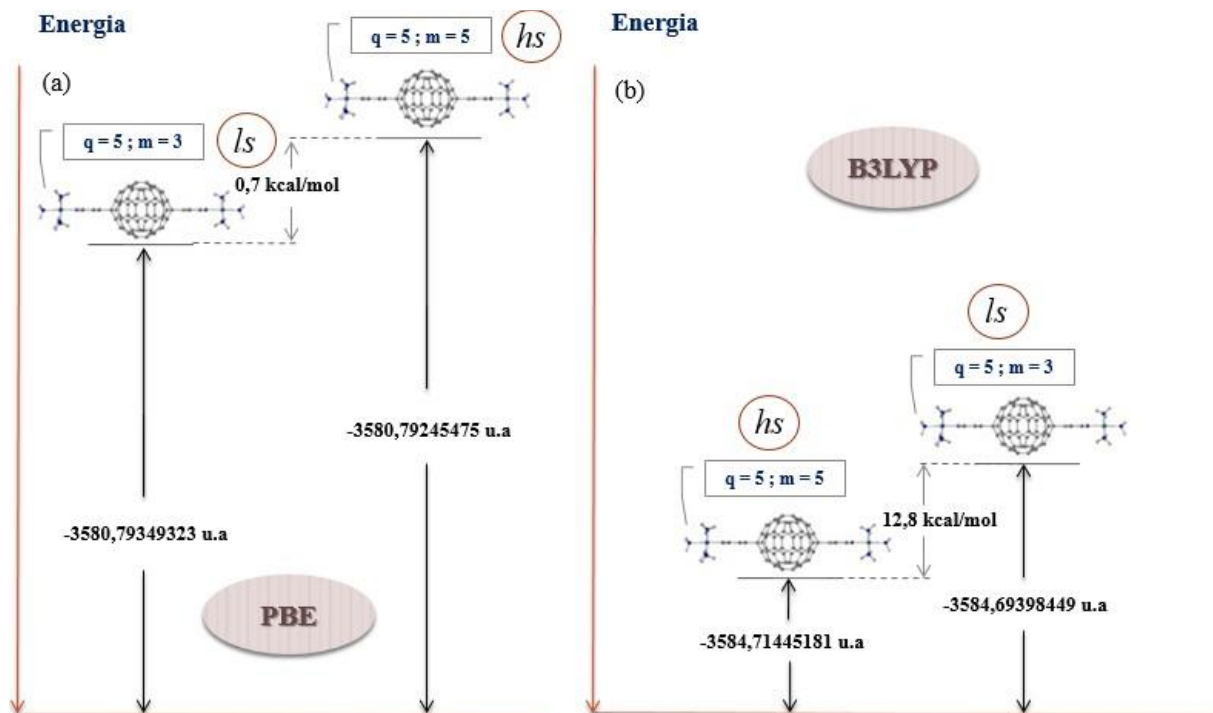 Energia
(a)
q = 5 ; m = 5
hs
q = 5 ; m = 3
ls
0,7 kcal/mol
-3580,79245475 u.a
-3580,79349323 u.a
PBE
Energia
(b)
B3LYP
ls
q = 5 ; m = 3
hs
q = 5 ; m = 5
12,8 kcal/mol
-3584,69398449 u.a
-3584,71445181 u.a